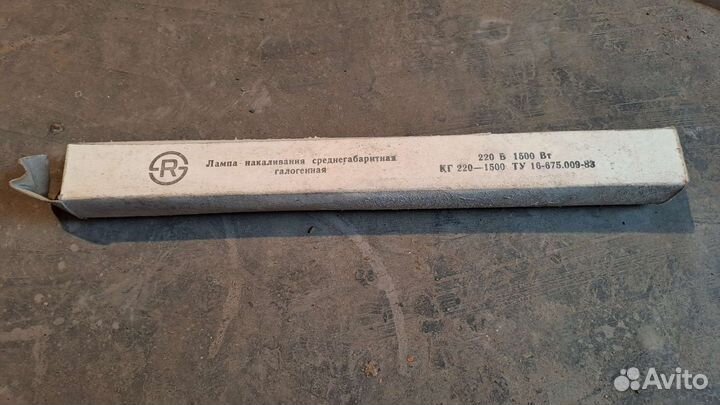 R
Лампа накаливания среднегабаритная
галогенная
220 В 1500 Вт
КГ 220—1500 ТУ 16-675.009-83
Avito